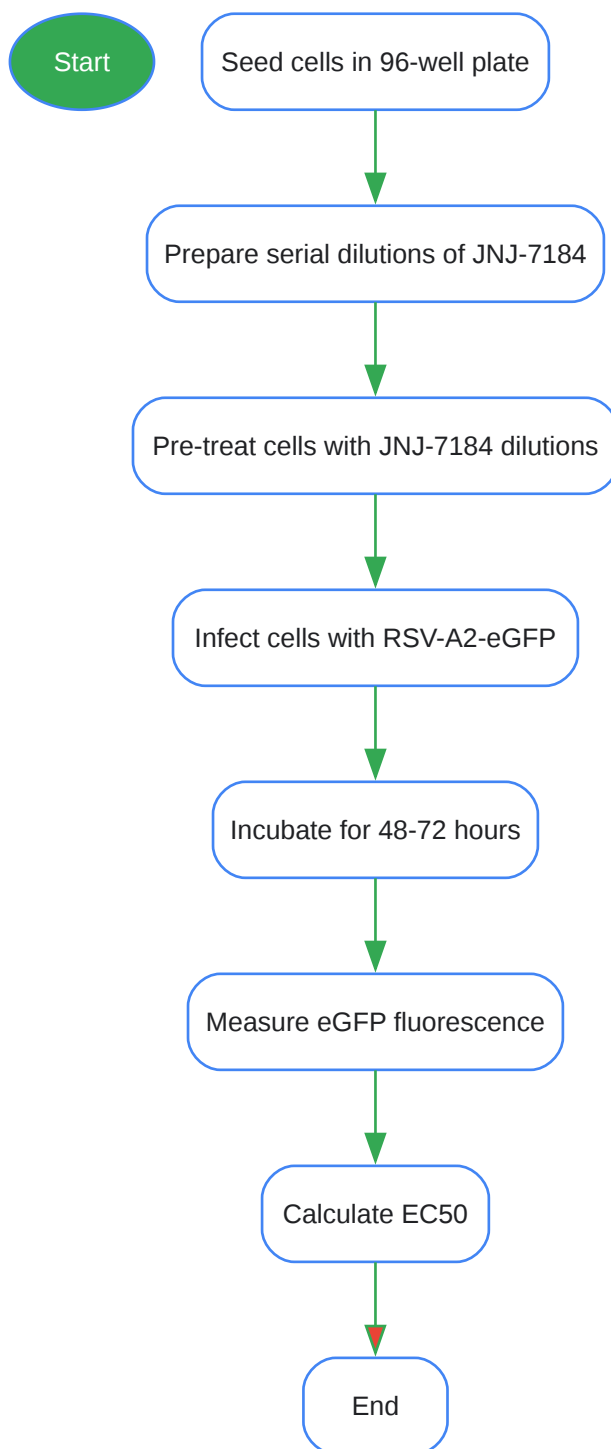 Start
Seed cells in 96-well plate
Prepare serial dilutions of JNJ-7184
Pre-treat cells with JNJ-7184 dilutions
Infect cells with RSV-A2-eGFP
Incubate for 48-72 hours
Measure eGFP fluorescence
Calculate EC50
End